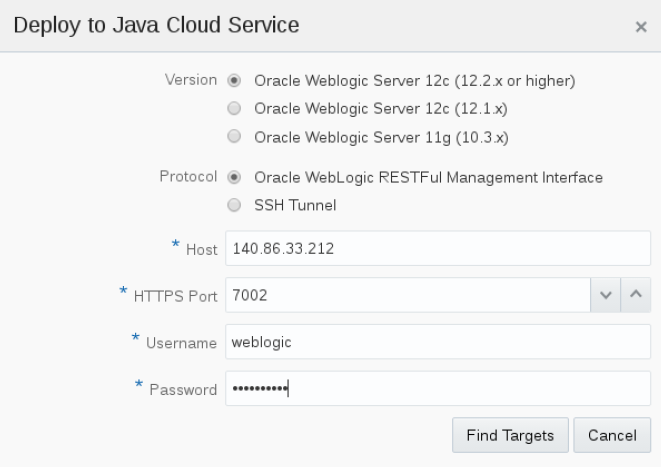 Deploy to Java Cloud Service ×
Version Oracle Weblogic Server 12c (12.2.x or higher)
Oracle Weblogic Server 12c (12.1.x)
Oracle Weblogic Server 11g (10.3.x)
Protocol Oracle WebLogic RESTFul Management Interface
SSH Tunnel
* Host 140.86.33.212
* HTTPS Port 7002
* Username weblogic
* Password ••••••••••
Find Targets Cancel